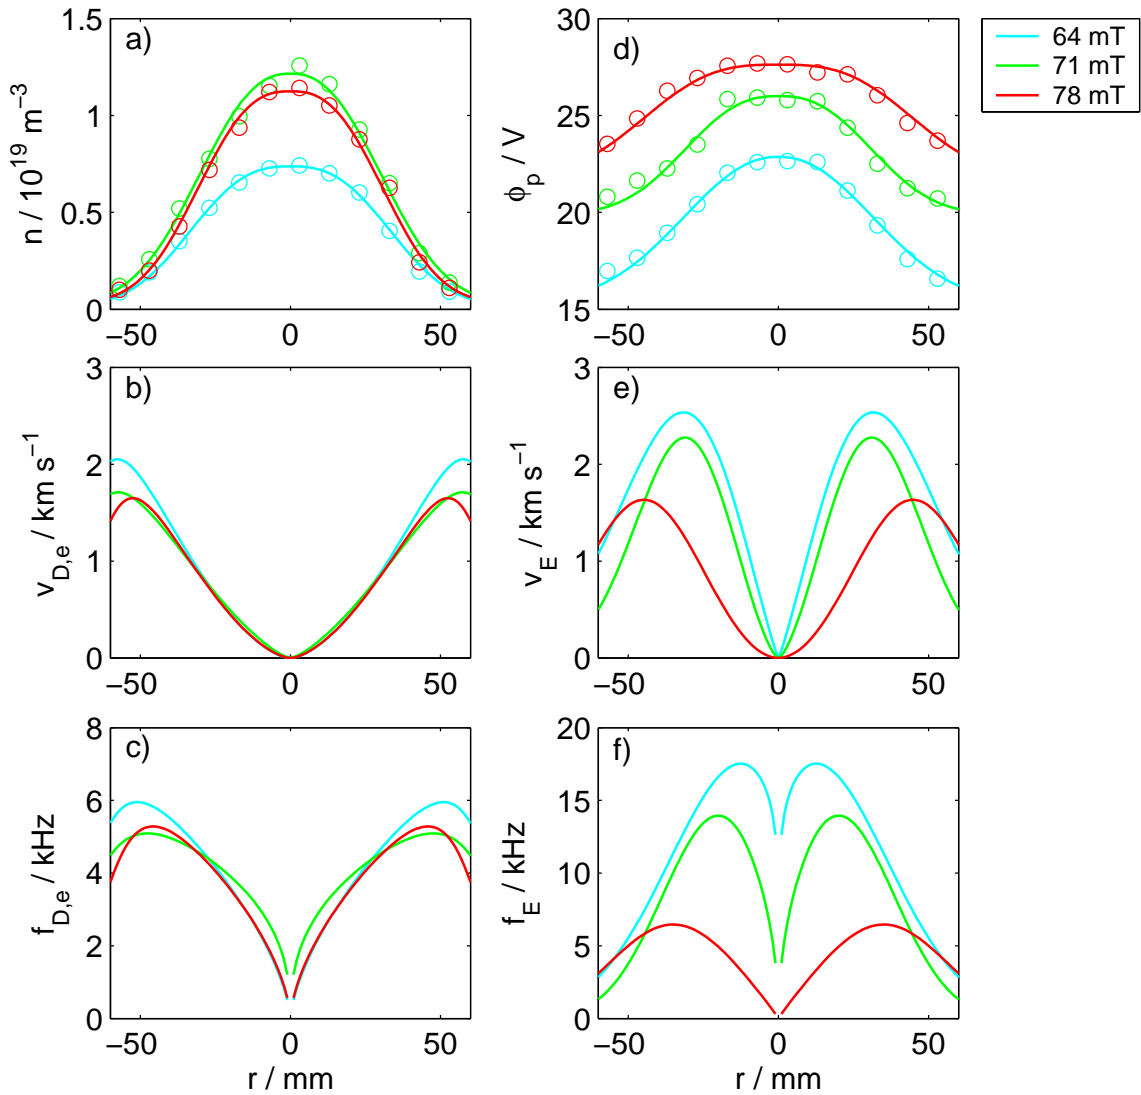 a)
n / 10^19 m^−3
1.5
1
0.5
0
−50 0 50
d)
ϕ_p / V
30
25
20
15
−50 0 50
64 mT
71 mT
78 mT
b)
v_D,e / km s^−1
3
2
1
0
−50 0 50
e)
v_E / km s^−1
3
2
1
0
−50 0 50
c)
f_D,e / kHz
8
6
4
2
0
−50 0 50
r / mm
f)
f_E / kHz
20
15
10
5
0
−50 0 50
r / mm